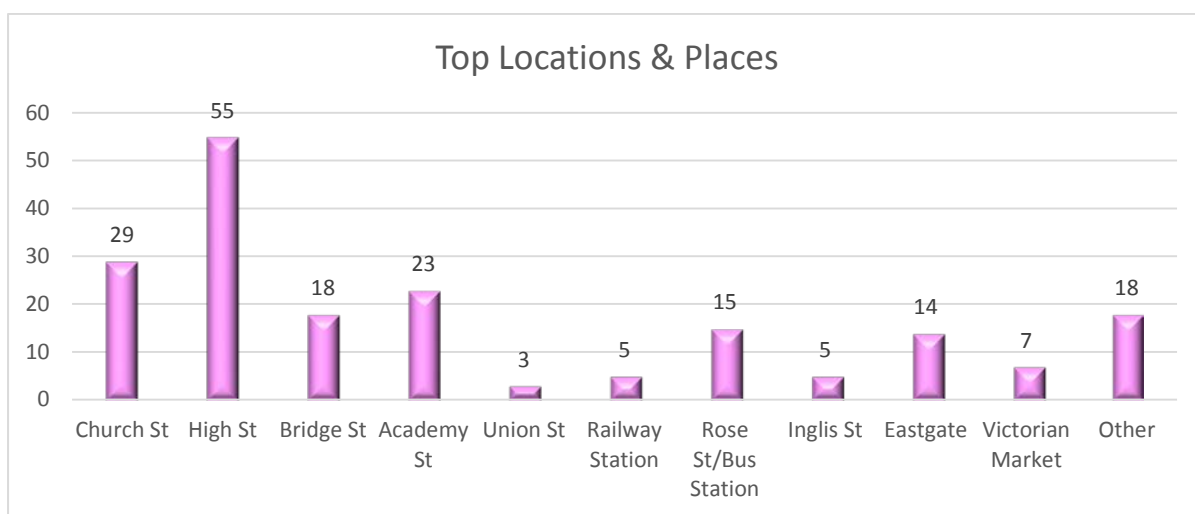 Top Locations & Places
60
50
40
30
20
10
0
29
55
18
23
3
5
15
5
14
7
18
Church St
High St
Bridge St
Academy
St
Union St
Railway
Station
Rose
St/Bus
Station
Inglis St
Eastgate
Victorian
Market
Other